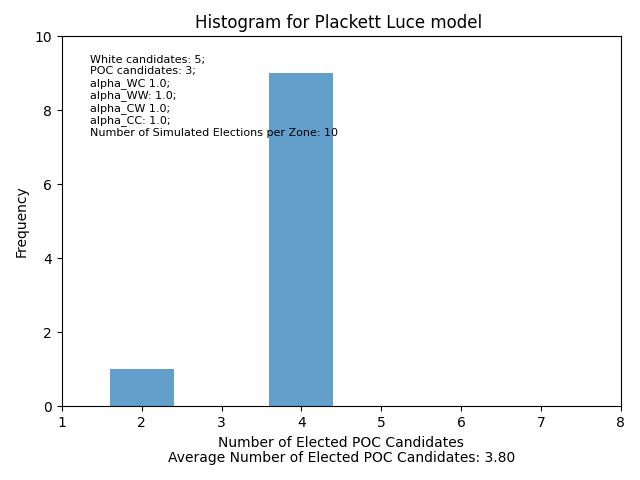 Histogram for Plackett Luce model
White candidates: 5;
POC candidates: 3;
alpha_WC 1.0;
alpha_WW: 1.0;
alpha_CW 1.0;
alpha_CC: 1.0;
Number of Simulated Elections per Zone: 10
Frequency
10
8
6
4
2
0
1 2 3 4 5 6 7 8
Number of Elected POC Candidates
Average Number of Elected POC Candidates: 3.80